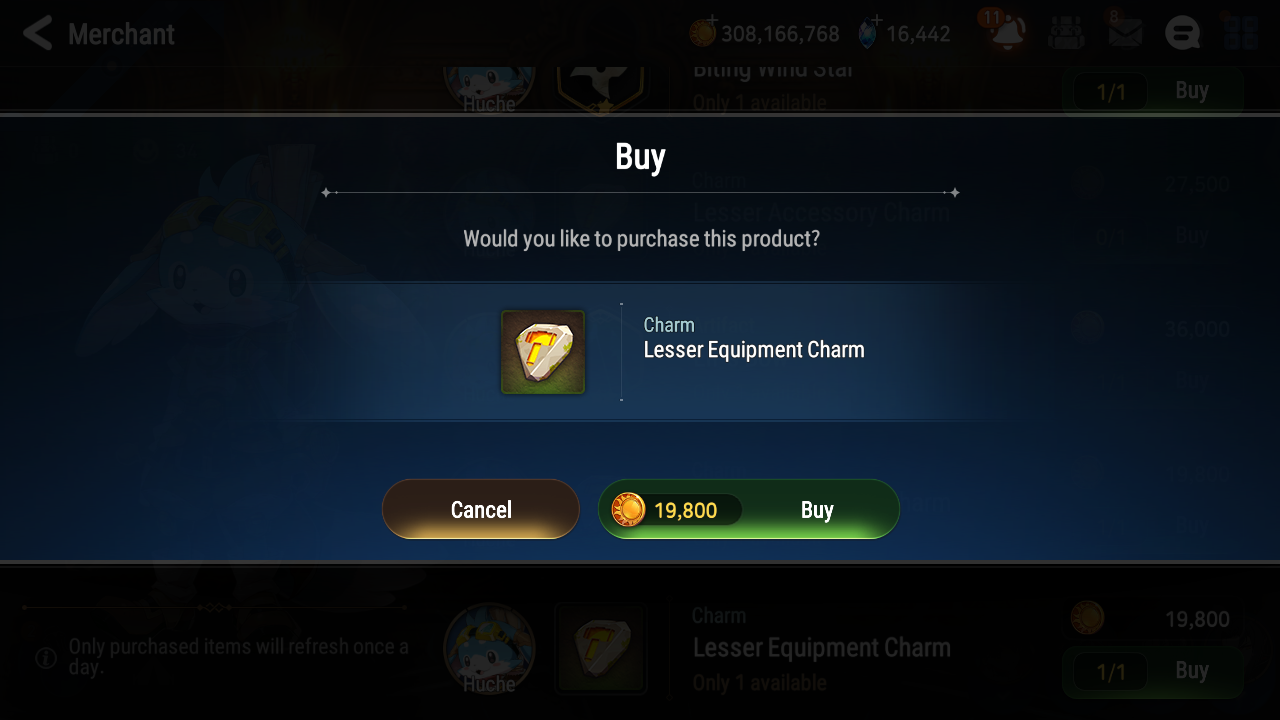 Merchant
308,166,768
16,442
11
8
Biting Wind Star
Huche
Only 1 available
1/1
Buy
Buy
Charm
27,500
Lesser Accessory Charm
Would you like to purchase this product?
0/1
Buy
Charm
Lesser Equipment Charm
36,000
Cancel
19,800
Buy
Charm
19,800
Only purchased items will refresh once a
day.
Lesser Equipment Charm
Huche
Only 1 available
1/1
Buy